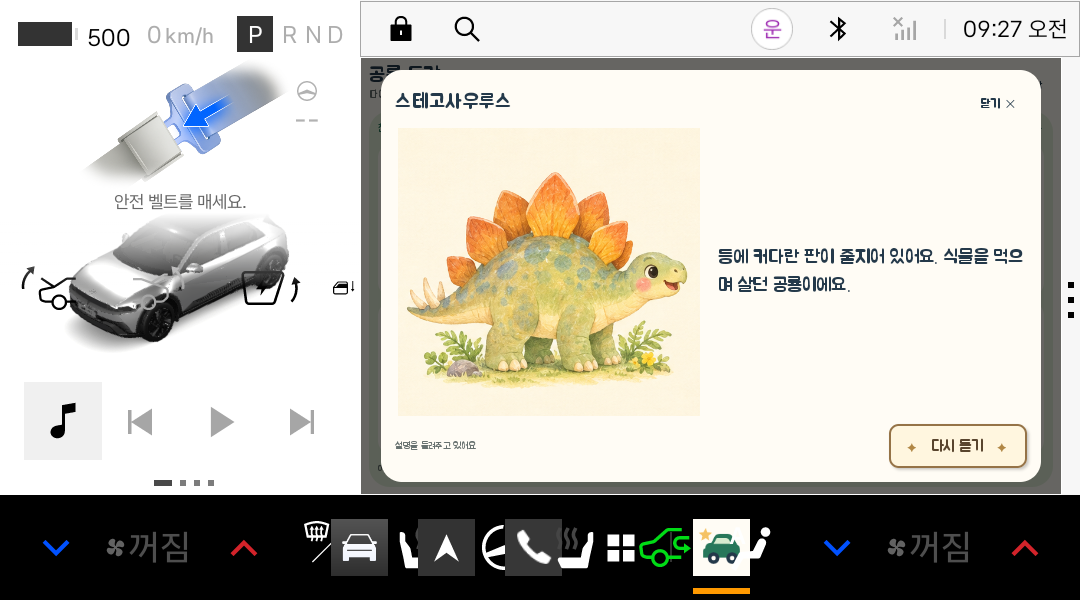 500
0 km/h
P R N D
운
09:27 오전
안전 벨트를 매세요.
공룡 도감
스테고사우루스
닫기 ×
등에 커다란 판이 줄지어 있어요. 식물을 먹으
며 살던 공룡이에요.
설명을 들려주고 있어요
다시 듣기
꺼짐
꺼짐